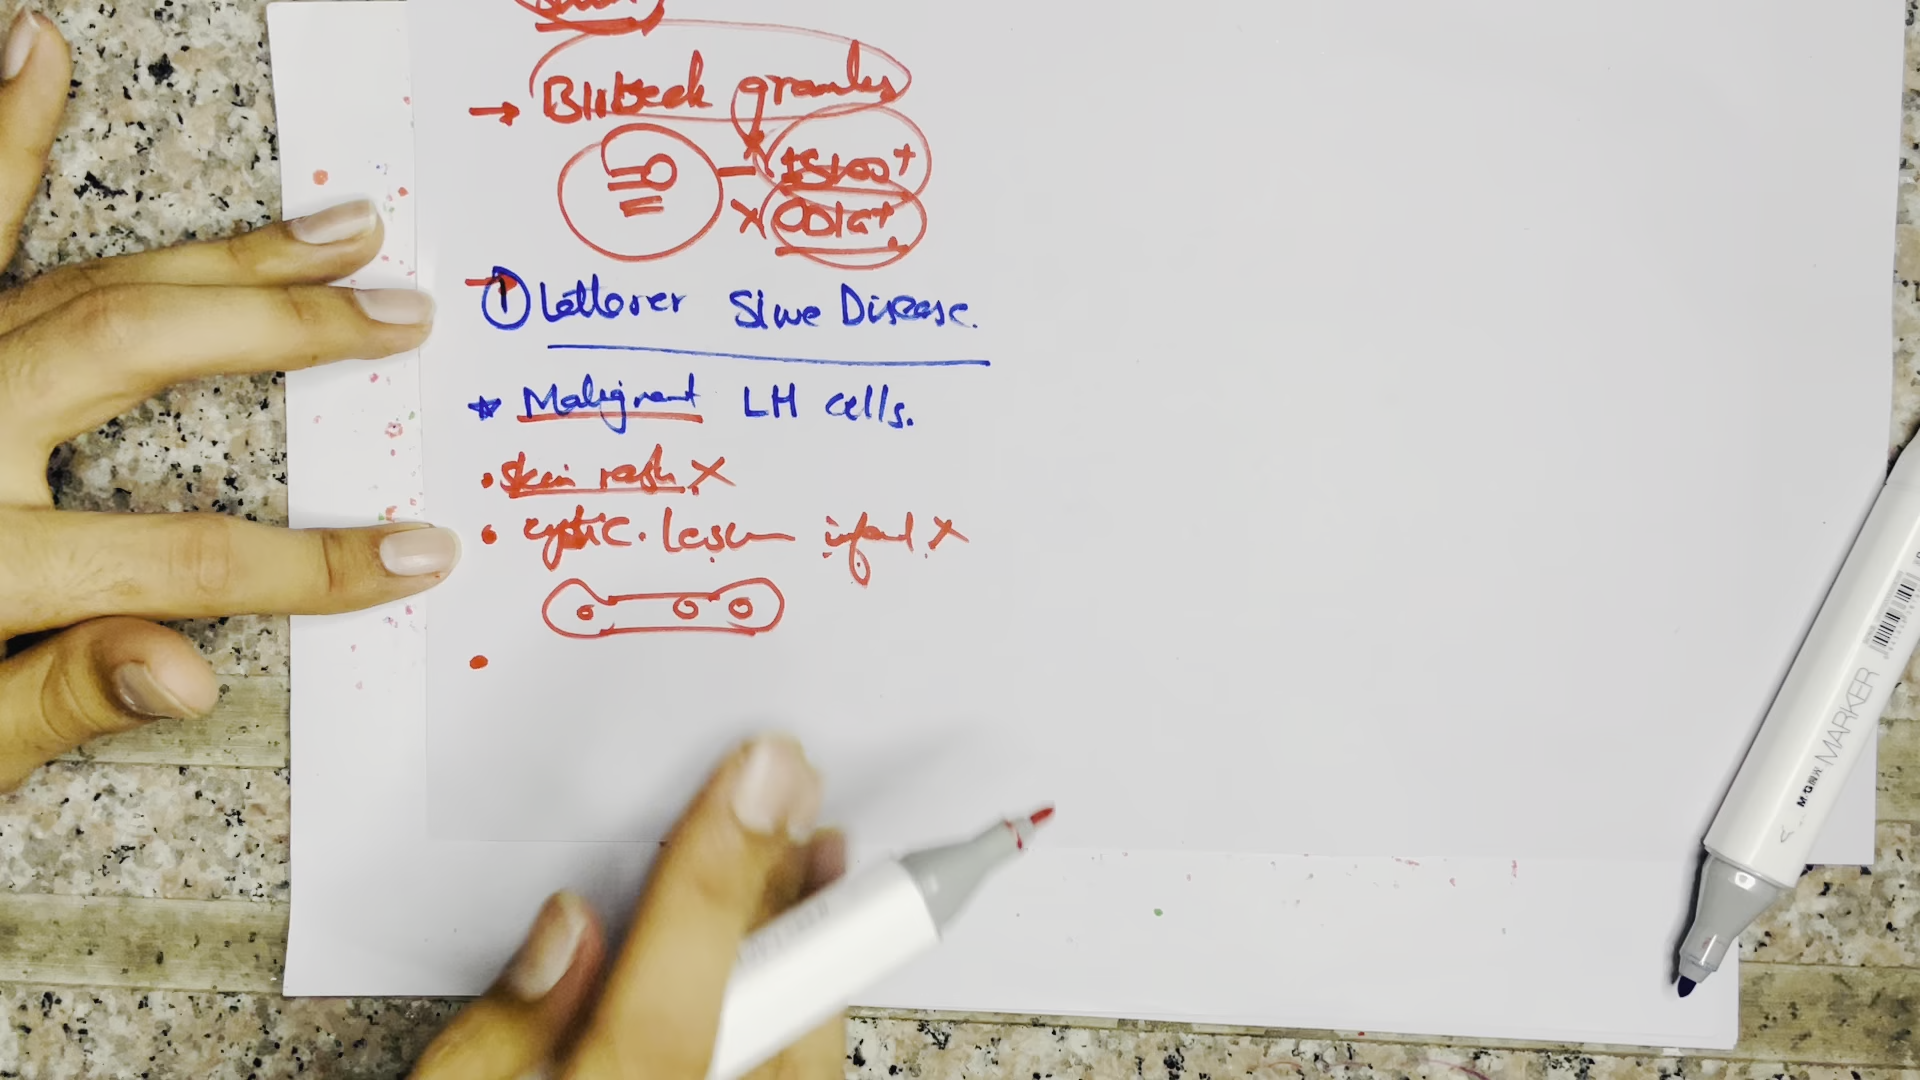 → Birbeck granules
S100+
CD1a+
① Letterer Siwe Disease.
* Malignant LH cells.
• skin rash X
• cystic. Lesion infant X
•
M&G
MARKER